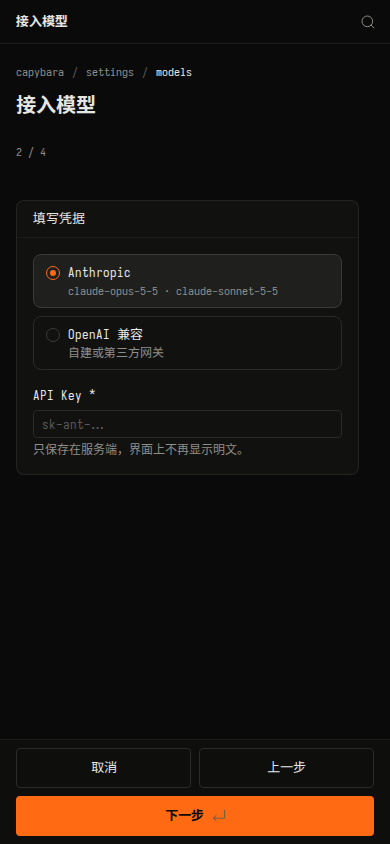 接入模型
capybara / settings / models
接入模型
2 / 4
填写凭据
Anthropic
claude-opus-5-5 · claude-sonnet-5-5
OpenAI 兼容
自建或第三方网关
API Key *
sk-ant-...
只保存在服务端，界面上不再显示明文。
取消
上一步
下一步